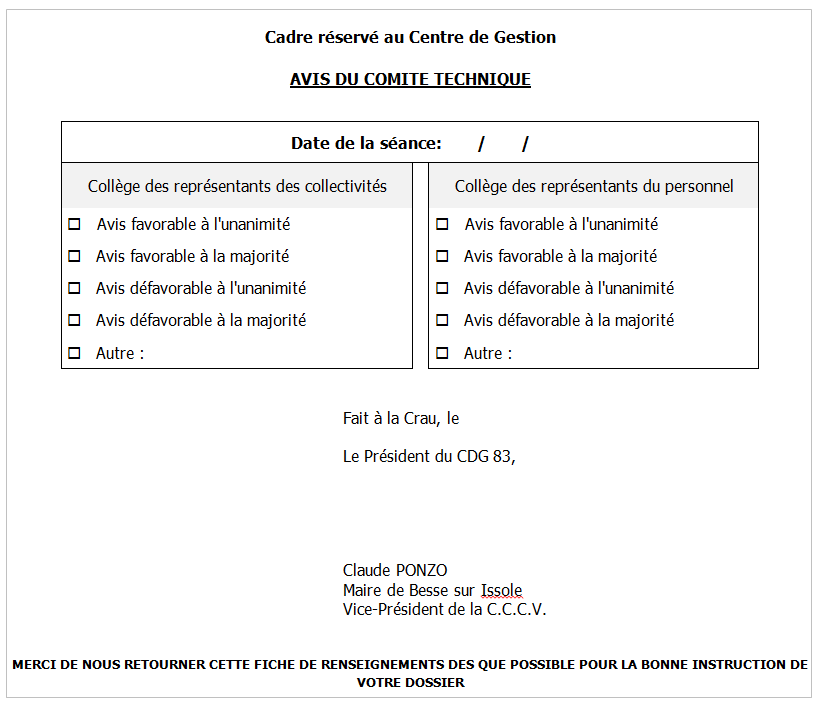 Cadre réservé au Centre de Gestion
AVIS DU COMITE TECHNIQUE
Date de la séance: / /
Collège des représentants des collectivités
Avis favorable à l'unanimité
Avis favorable à la majorité
Avis défavorable à l'unanimité
Avis défavorable à la majorité
Autre :
Collège des représentants du personnel
Avis favorable à l'unanimité
Avis favorable à la majorité
Avis défavorable à l'unanimité
Avis défavorable à la majorité
Autre :
Fait à la Crau, le
Le Président du CDG 83,
Claude PONZO
Maire de Besse sur Issole
Vice-Président de la C.C.C.V.
MERCI DE NOUS RETOURNER CETTE FICHE DE RENSEIGNEMENTS DES QUE POSSIBLE POUR LA BONNE INSTRUCTION DE
VOTRE DOSSIER